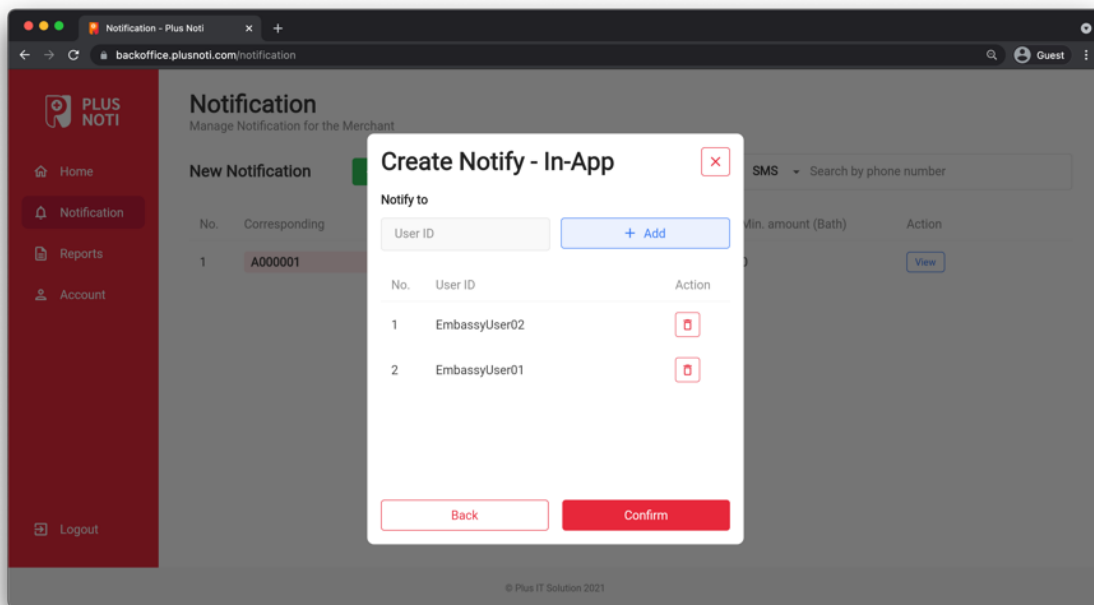 Notification - Plus Noti
backoffice.plusnoti.com/notification
Guest
PLUS
NOTI
Home
Notification
Reports
Account
Logout
Notification
Manage Notification for the Merchant
New Notification
SMS
Search by phone number
No. Corresponding
Min. amount (Bath) Action
1 A000001
View
Create Notify - In-App
Notify to
User ID
+ Add
No. User ID Action
1 EmbassyUser02
2 EmbassyUser01
Back
Confirm
© Plus IT Solution 2021